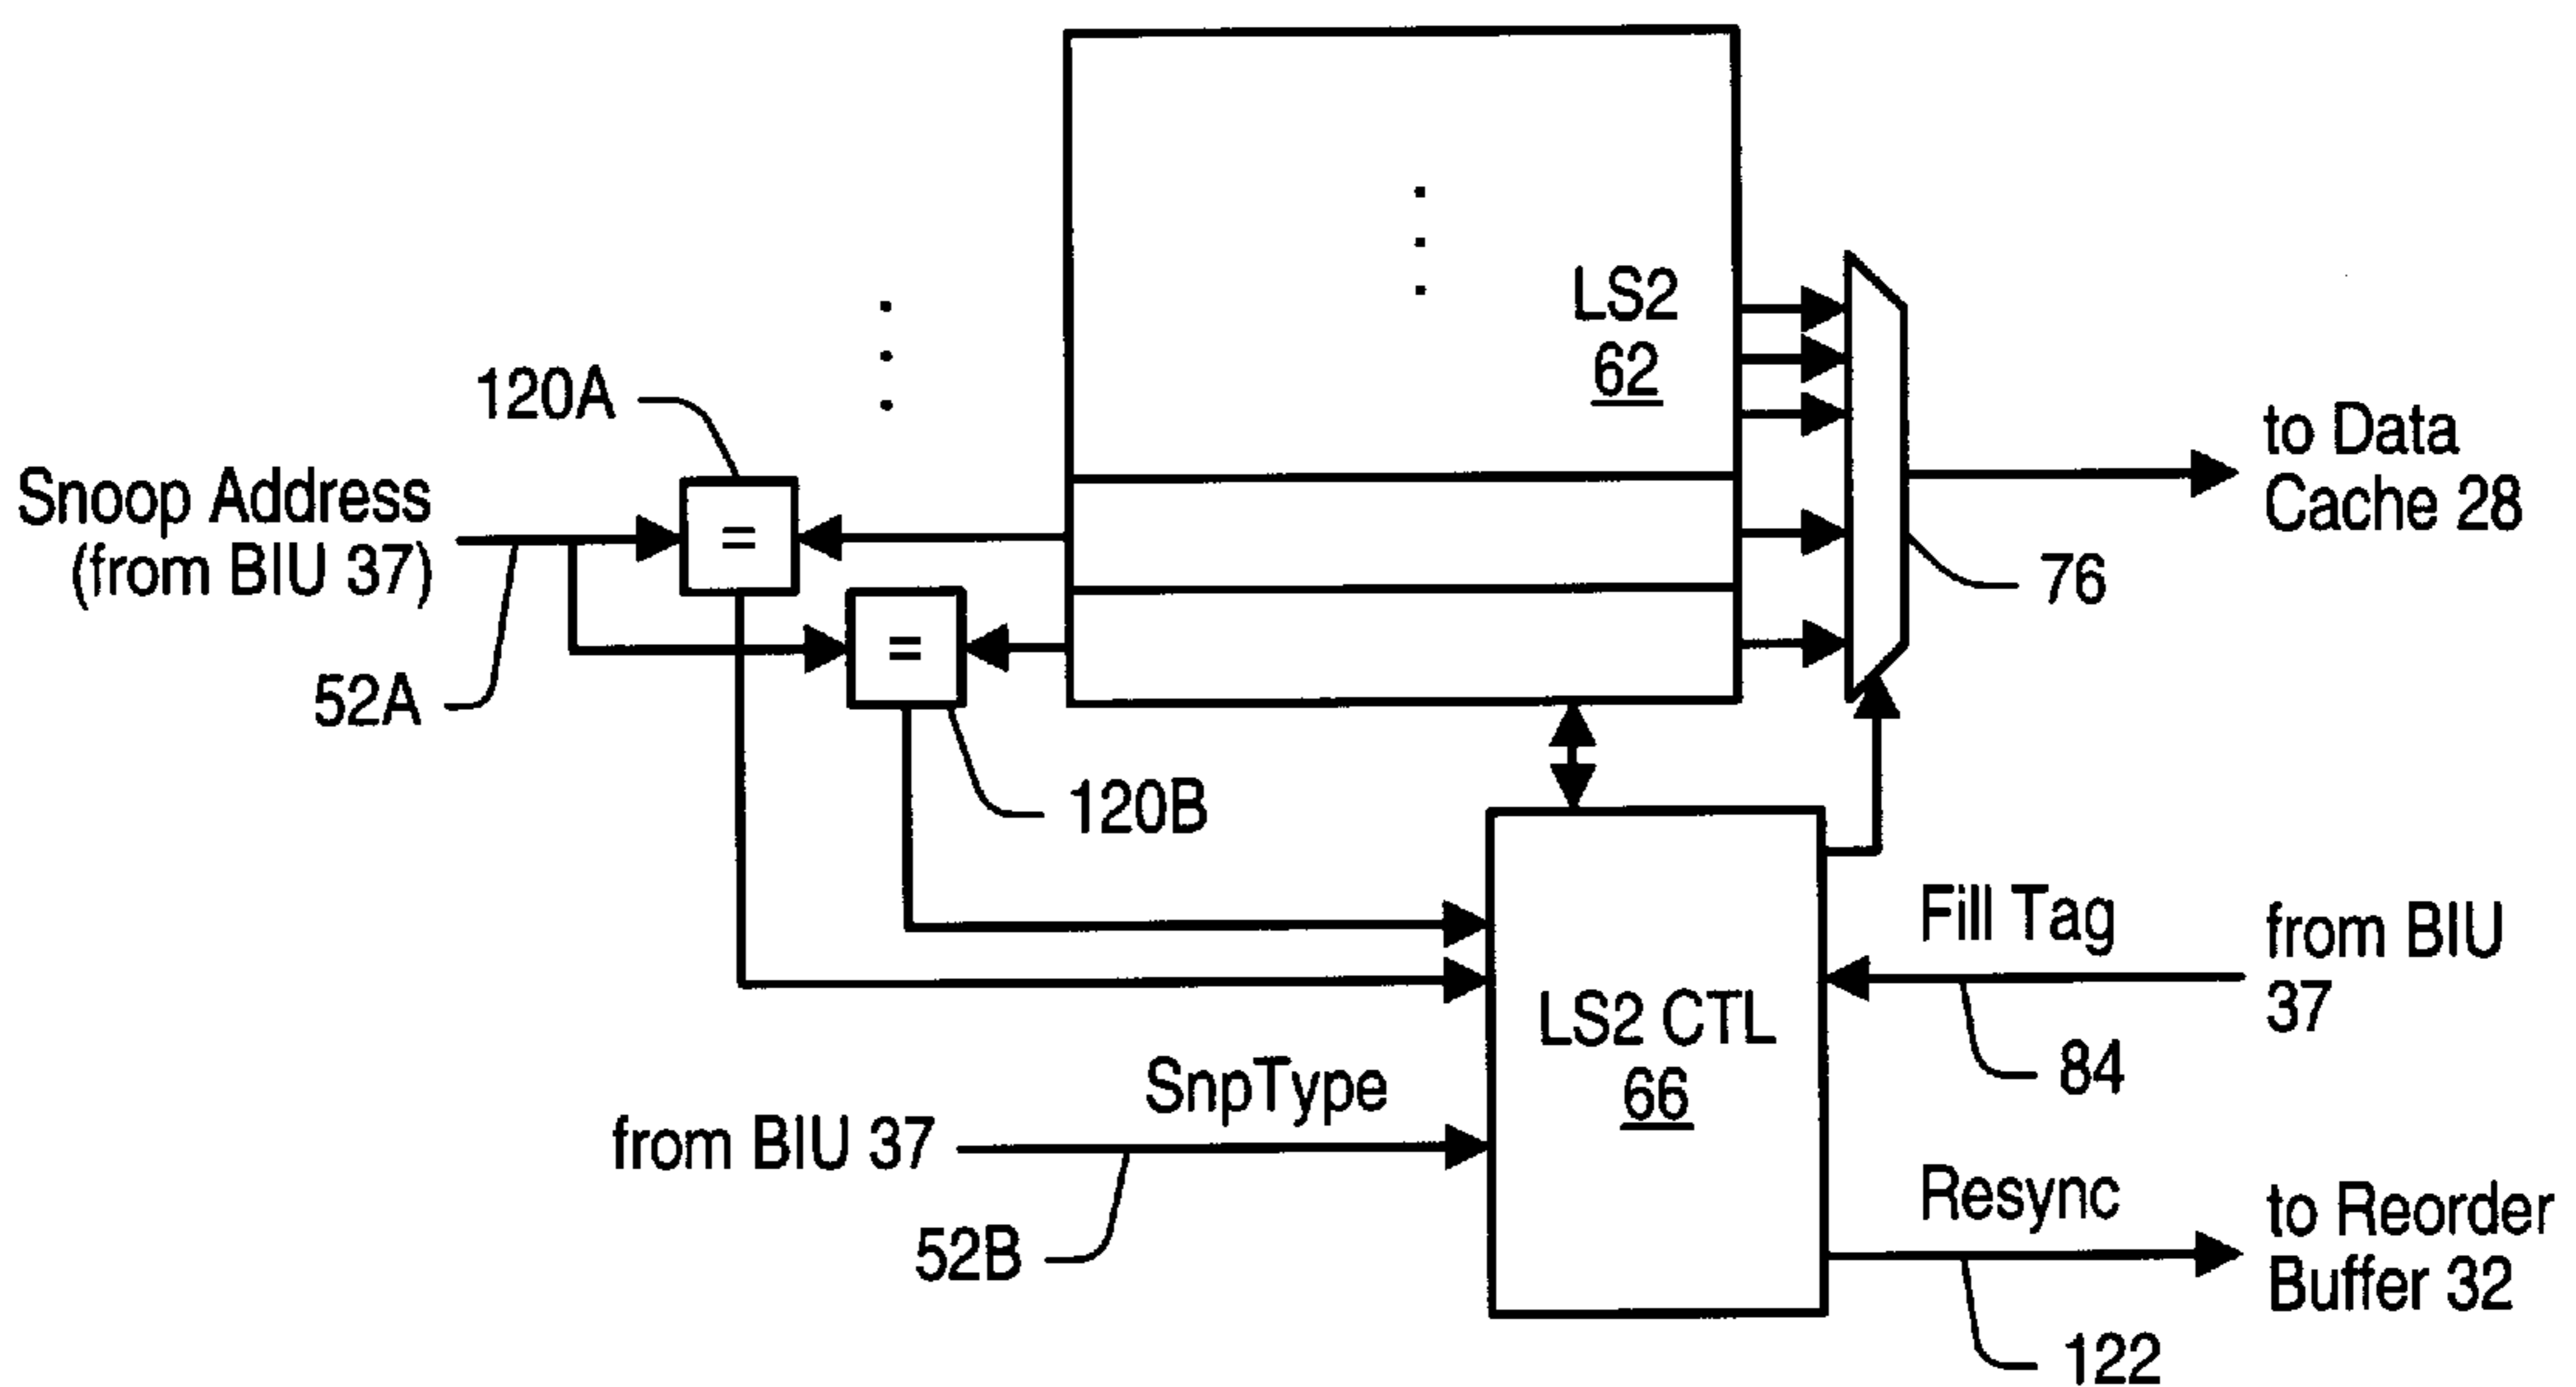 LS2
62
120A
Snoop Address
(from BIU 37)
=
=
52A
120B
to Data
Cache 28
76
Fill Tag
from BIU
37
84
LS2 CTL
66
SnpType
from BIU 37
52B
Resync
to Reorder
Buffer 32
122